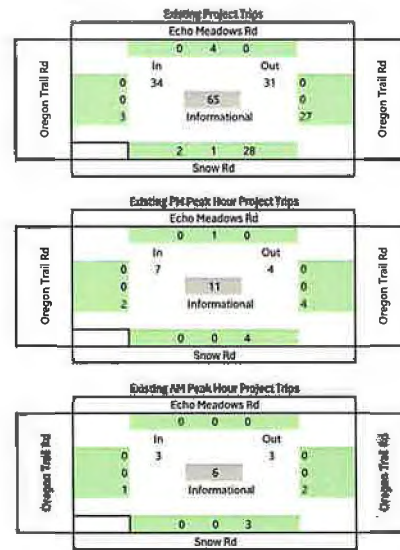 Existing Project Trips
Echo Meadows Rd
0 4 0
In Out
0 34 31 0
0 65 0
3 Informational 27
2 1 28
Snow Rd
Oregon Trail Rd
Oregon Trail Rd
Existing PM Peak Hour Project Trips
Echo Meadows Rd
0 1 0
In Out
0 7 4 0
0 11 0
2 Informational 4
0 0 4
Snow Rd
Oregon Trail Rd
Oregon Trail Rd
Existing AM Peak Hour Project Trips
Echo Meadows Rd
0 0 0
In Out
0 3 3 0
0 6 0
1 Informational 2
0 0 3
Snow Rd
Oregon Trail Rd
Oregon Trail Rd